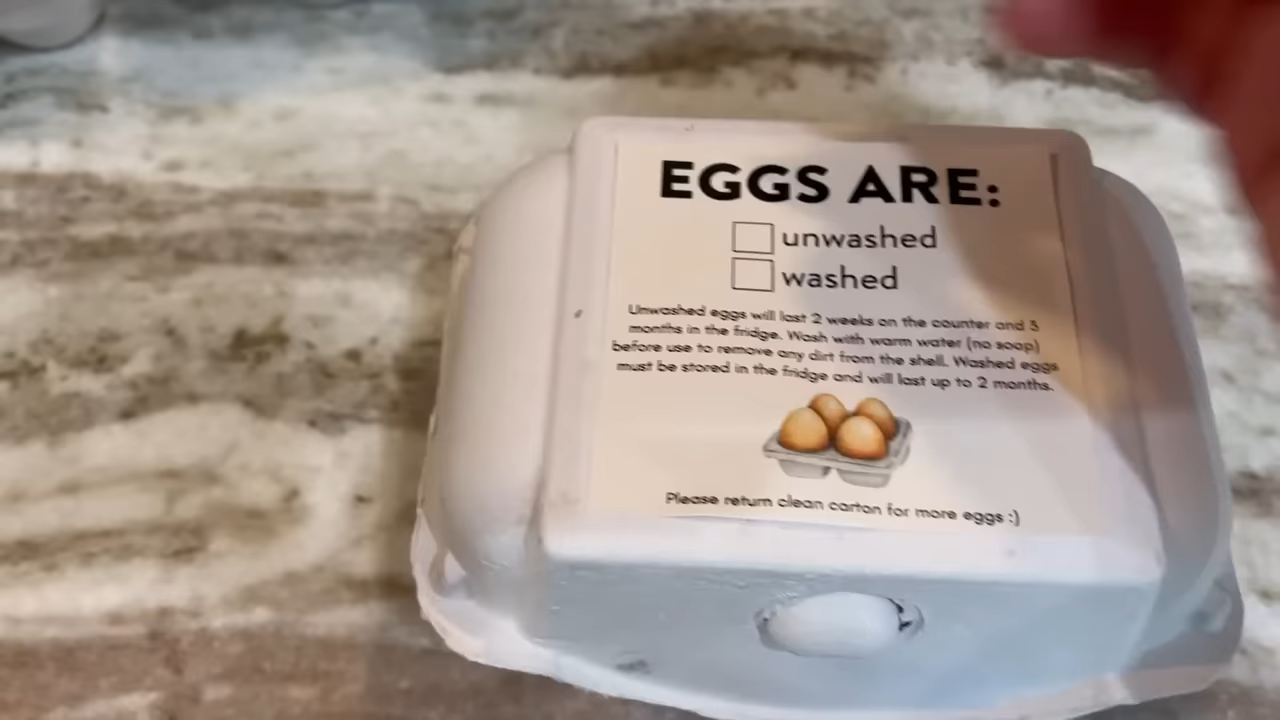 EGGS ARE:
unwashed
washed
Unwashed eggs will last 2 weeks on the counter and 3
months in the fridge. Wash with warm water (no soap)
before use to remove any dirt from the shell. Washed eggs
must be stored in the fridge and will last up to 2 months.
Please return clean carton for more eggs :)